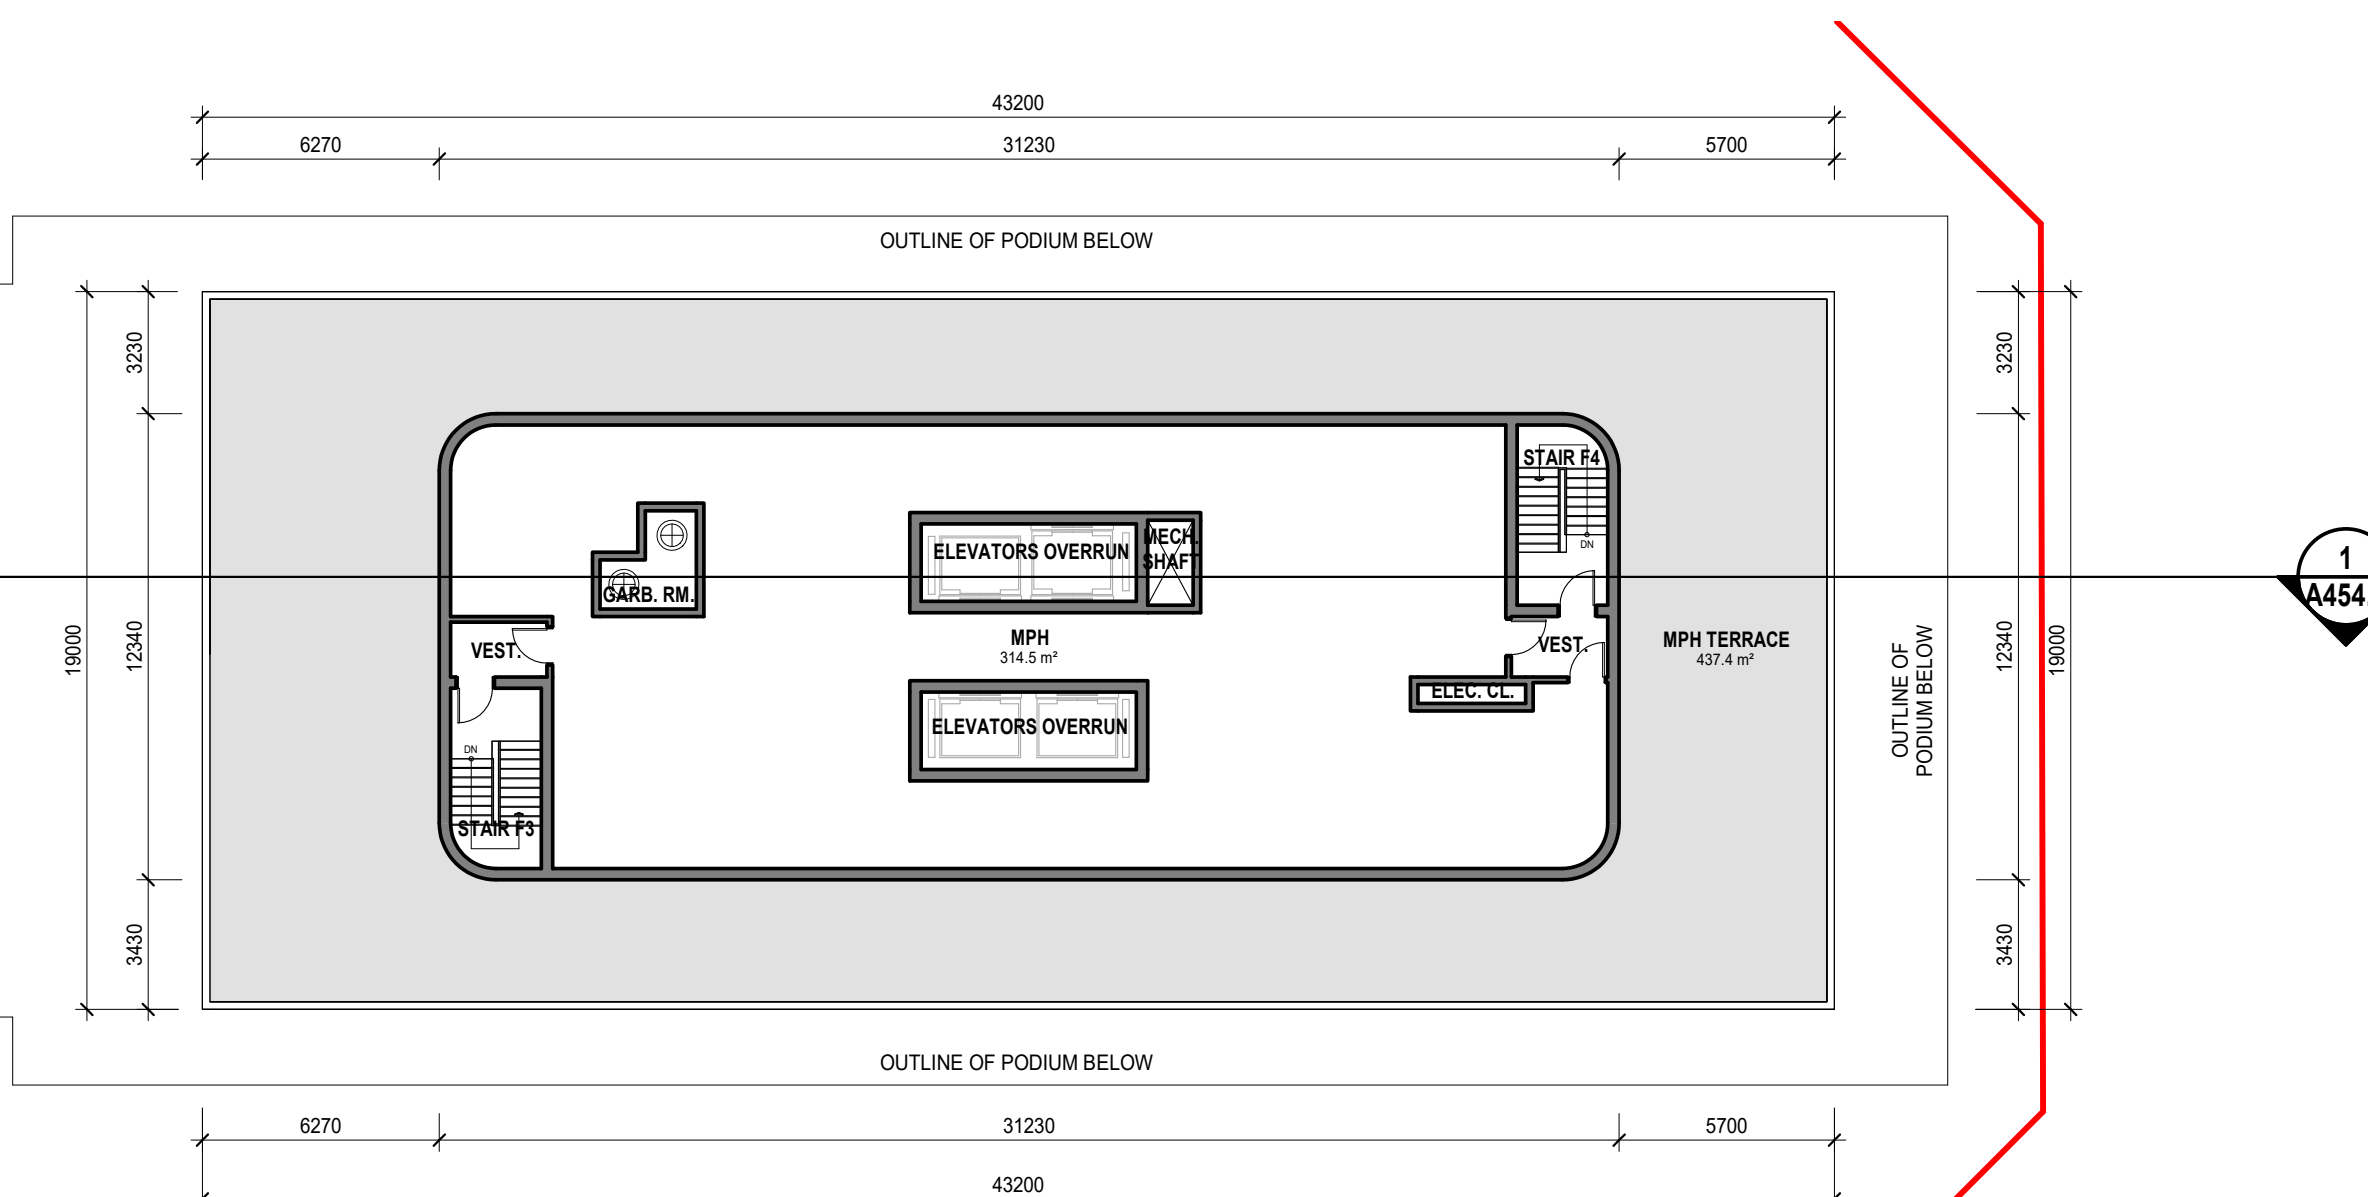 43200
6270
31230
5700
OUTLINE OF PODIUM BELOW
3230
3230
STAIR F4
DN
ELEVATORS OVERRUN
MECH.
SHAFT
GARB. RM.
1
A454.
19000
12340
VEST.
MPH
314.5 m²
VEST.
MPH TERRACE
437.4 m²
OUTLINE OF
PODIUM BELOW
12340
19000
ELEC. CL.
ELEVATORS OVERRUN
DN
STAIR F3
3430
3430
OUTLINE OF PODIUM BELOW
6270
31230
5700
43200